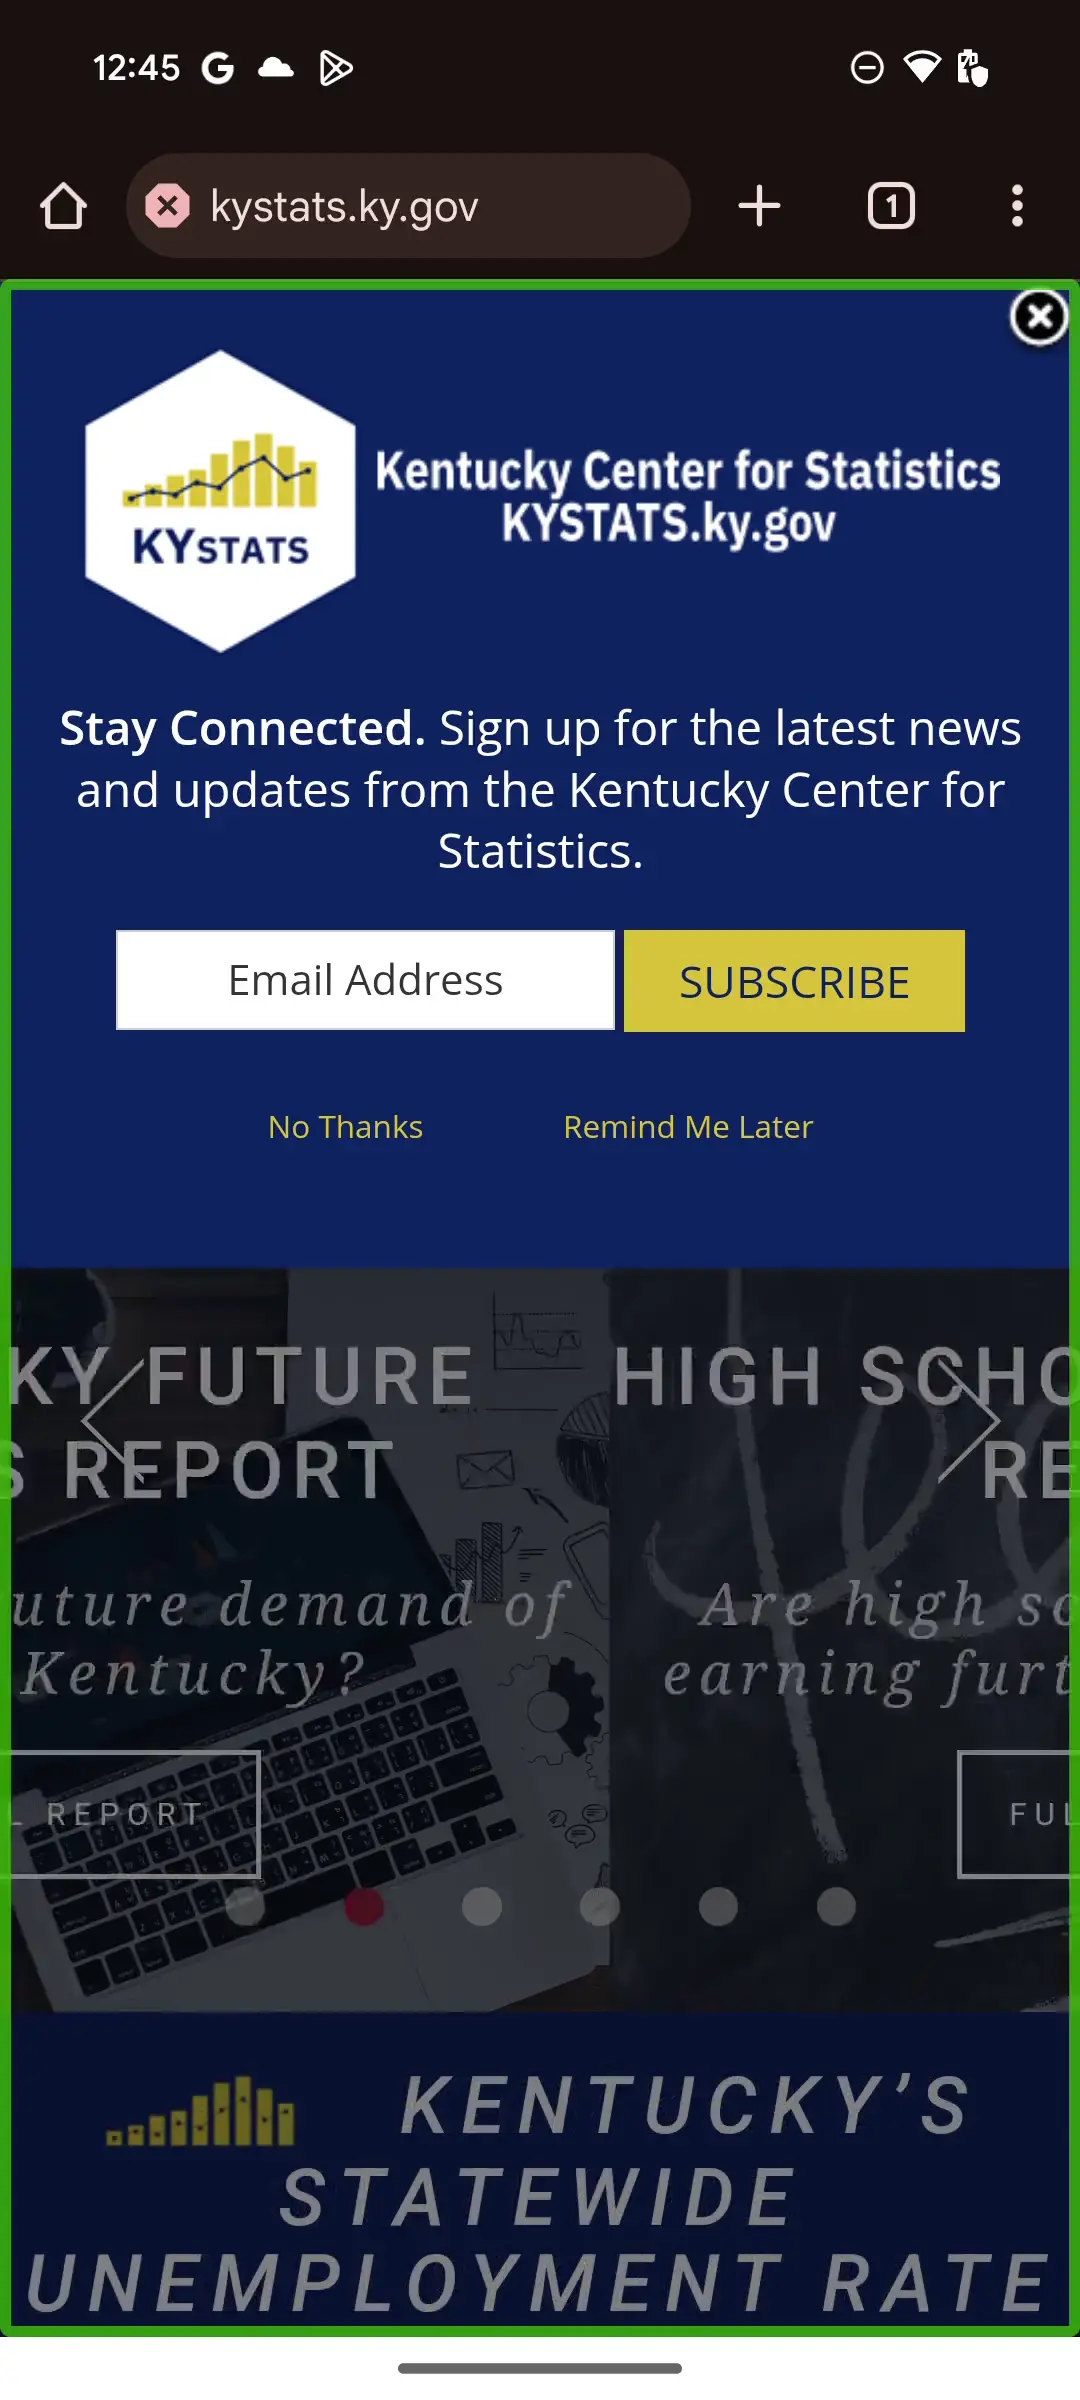 12:45
kystats.ky.gov
1
KYSTATS
Kentucky Center for Statistics
KYSTATS.ky.gov
Stay Connected. Sign up for the latest news
and updates from the Kentucky Center for
Statistics.
Email Address
SUBSCRIBE
No Thanks
Remind Me Later
KY FUTURE
S REPORT
uture demand of
Kentucky?
L REPORT
HIGH SCHO
RE
Are high sc
earning furt
FUL
KENTUCKY’S
STATEWIDE
UNEMPLOYMENT RATE